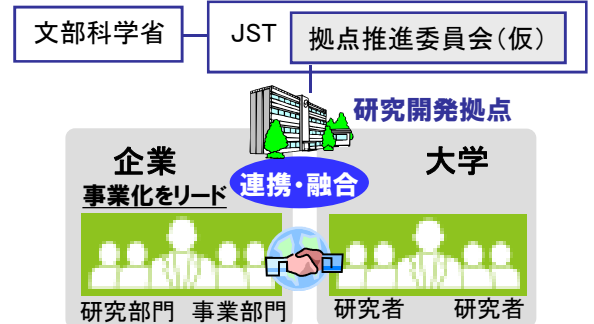 文部科学省
JST
拠点推進委員会(仮)
研究開発拠点
企業
事業化をリード
連携・融合
大学
研究部門 事業部門
研究者 研究者